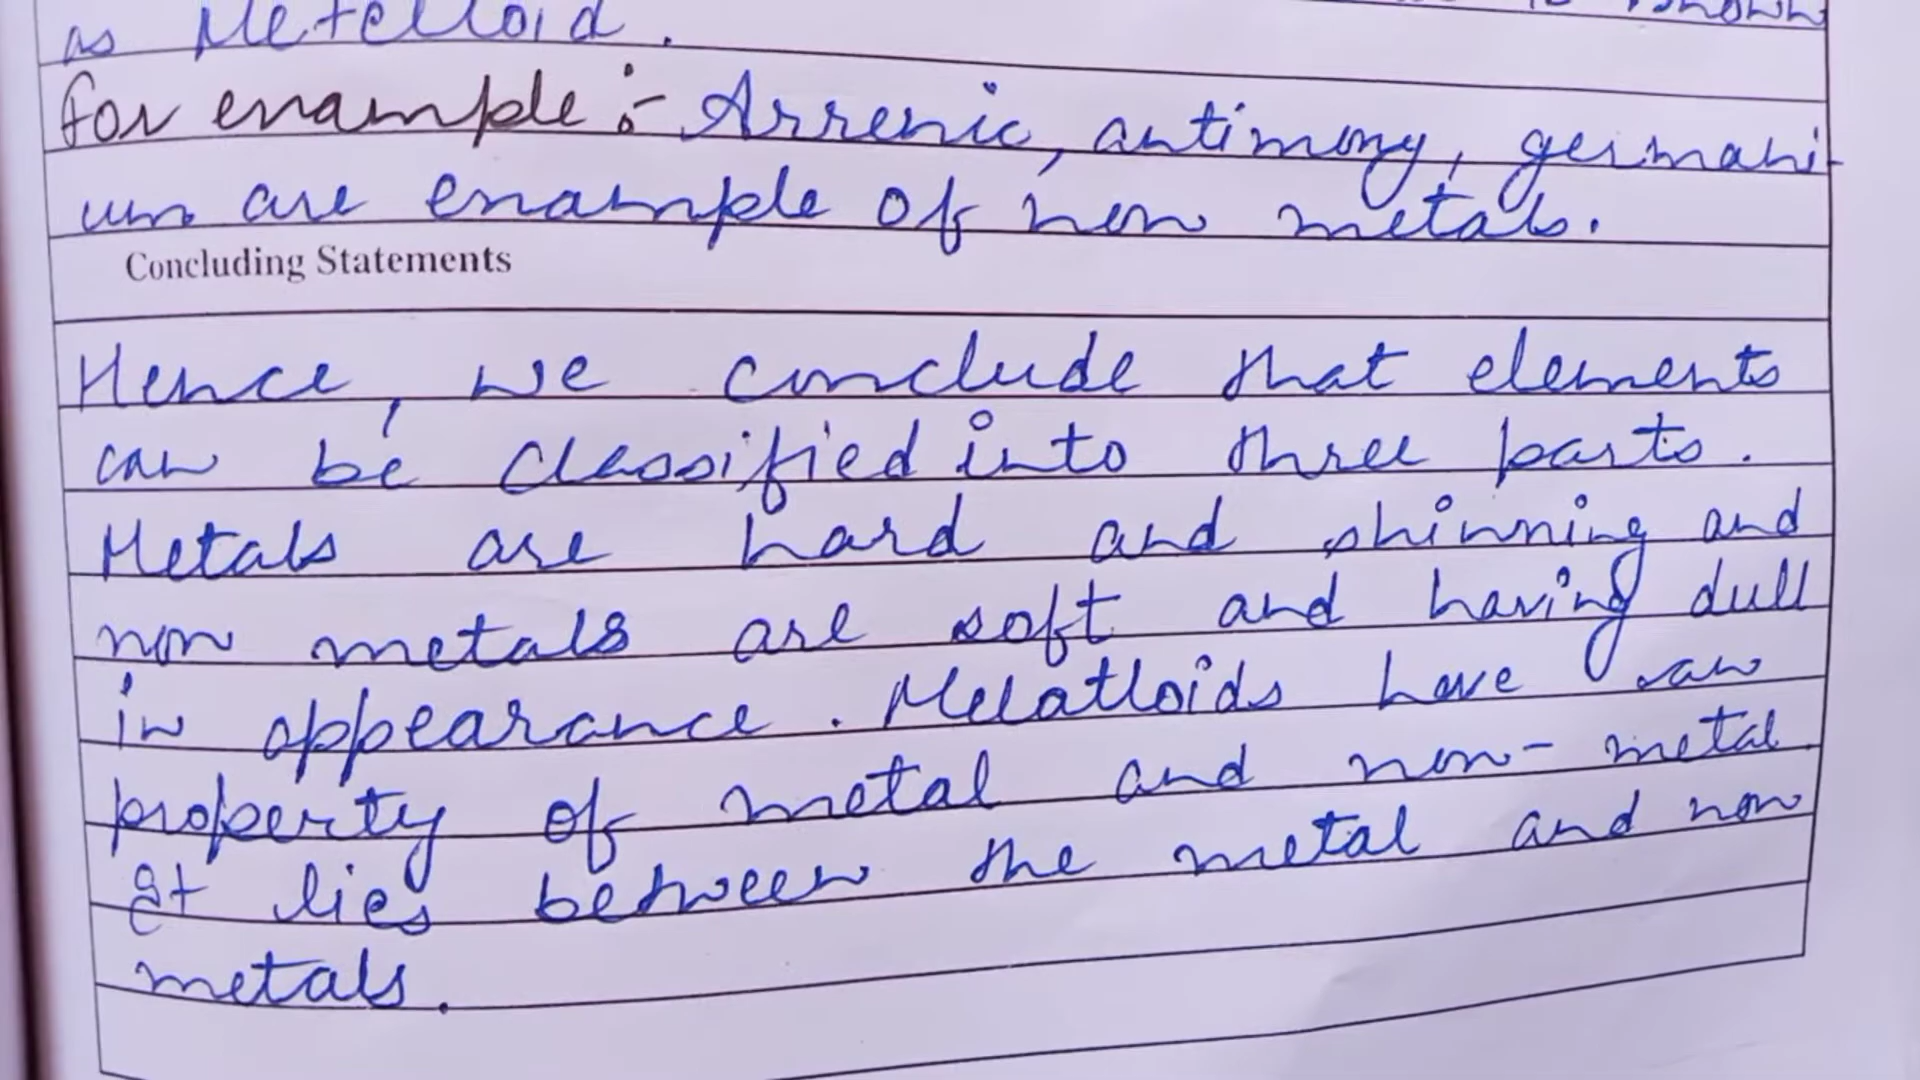 as Metelloid.
for example :- Arrenic, antimony, germani-
um are example of non metals.
Concluding Statements
Hence, we conclude that elements
can be classified into three parts.
Metals are hard and shinning and
non metals are soft and having dull
in appearance. Melatloids have
property of metal and non-metal
It lies between the metal and non
metals.